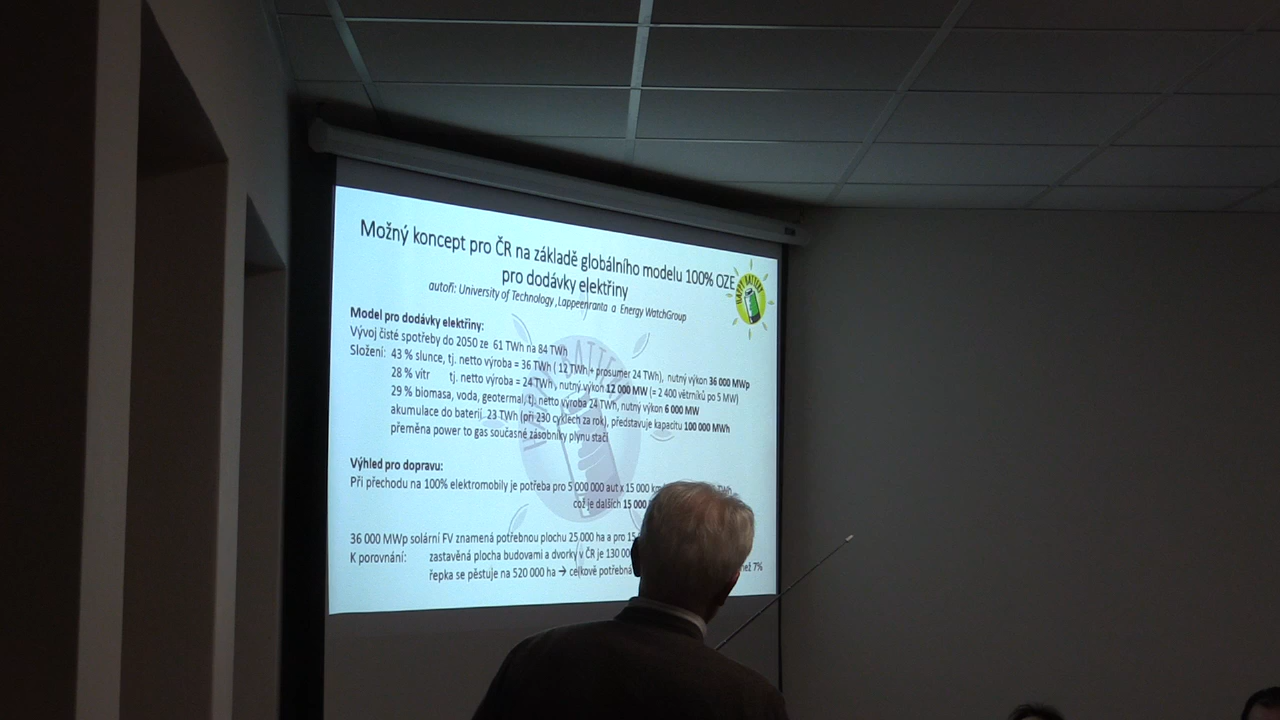 Možný koncept pro ČR na základě globálního modelu 100% OZE
pro dodávky elektřiny
autoři: University of Technology ,Lappeenranta a Energy WatchGroup
HAPPY BATTERY
Model pro dodávky elektřiny:
Vývoj čisté spotřeby do 2050 ze 61 TWh na 84 TWh
Složení: 43 % slunce, tj. netto výroba = 36 TWh ( 12 TWh + prosumer 24 TWh), nutný výkon 36 000 MWp
28 % vítr tj. netto výroba = 24 TWh , nutný výkon 12 000 MW (= 2 400 větrníků po 5 MW)
29 % biomasa, voda, geotermal, tj. netto výroba 24 TWh, nutný výkon 6 000 MW
akumulace do baterií 23 TWh (při 230 cyklech za rok), představuje kapacitu 100 000 MWh
přeměna power to gas současné zásobníky plynu stačí
Výhled pro dopravu:
Při přechodu na 100% elektromobily je potřeba pro 5 000 000 aut x 15 000 TWh
což je dalších 15 000
36 000 MWp solární FV znamená potřebnou plochu 25 000 ha a pro
K porovnání: zastavěná plocha budovami a dvorky v ČR je
řepka se pěstuje na 520 000 ha → celkově potřebná než 7%